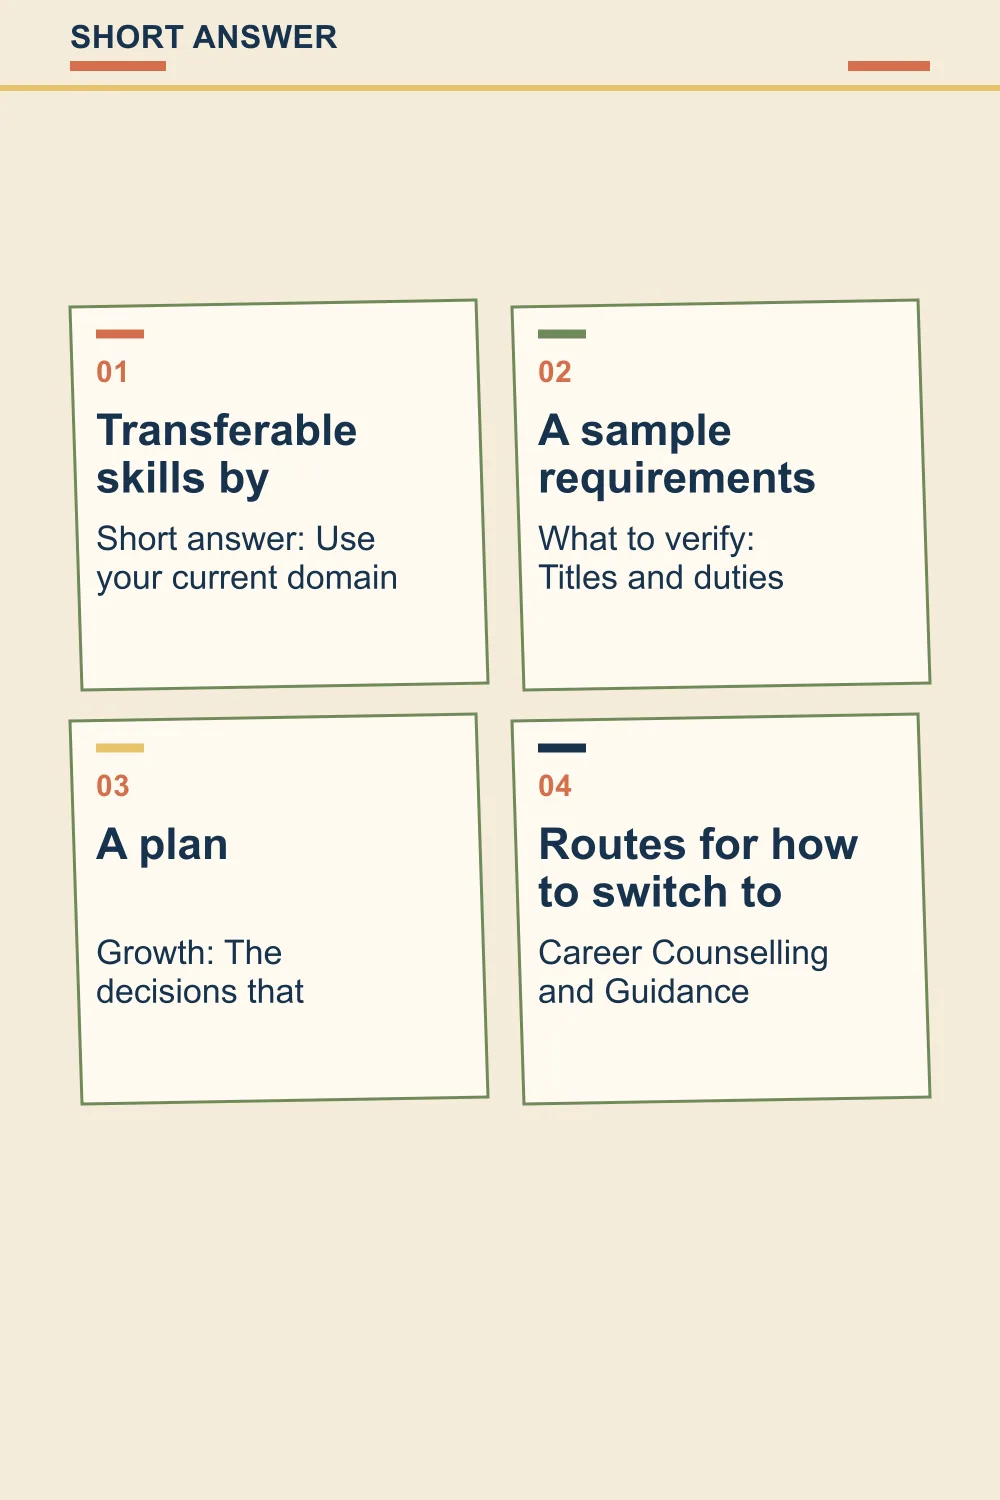 SHORT ANSWER
01
Transferable
skills by
Short answer: Use
your current domain
02
A sample
requirements
What to verify:
Titles and duties
03
A plan
Growth: The
decisions that
04
Routes for how
to switch to
Career Counselling
and Guidance